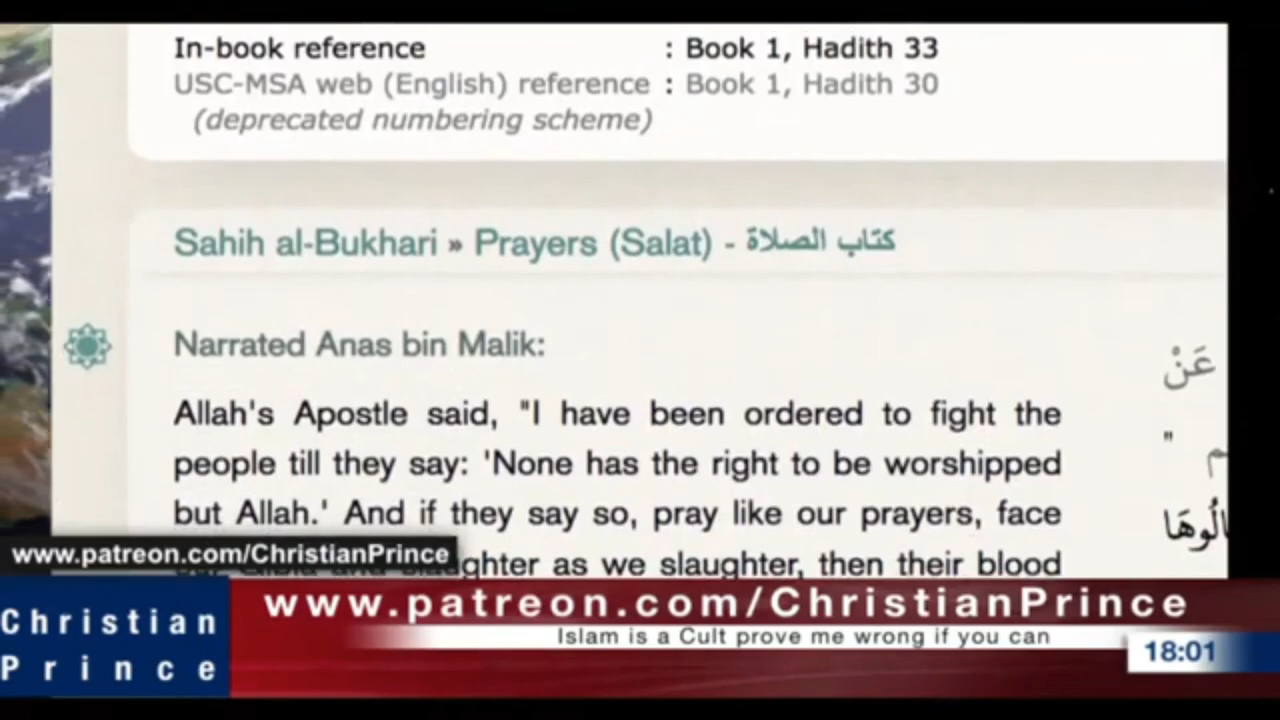 In-book reference : Book 1, Hadith 33
USC-MSA web (English) reference : Book 1, Hadith 30
(deprecated numbering scheme)
Sahih al-Bukhari » Prayers (Salat) - كتاب الصلاة
Narrated Anas bin Malik:
عَنْ
Allah's Apostle said, "I have been ordered to fight the
people till they say: 'None has the right to be worshipped
but Allah.' And if they say so, pray like our prayers, face
slaughter as we slaughter, then their blood
www.patreon.com/ChristianPrince
Christian
Prince
www.patreon.com/ChristianPrince
Islam is a Cult prove me wrong if you can
18:01